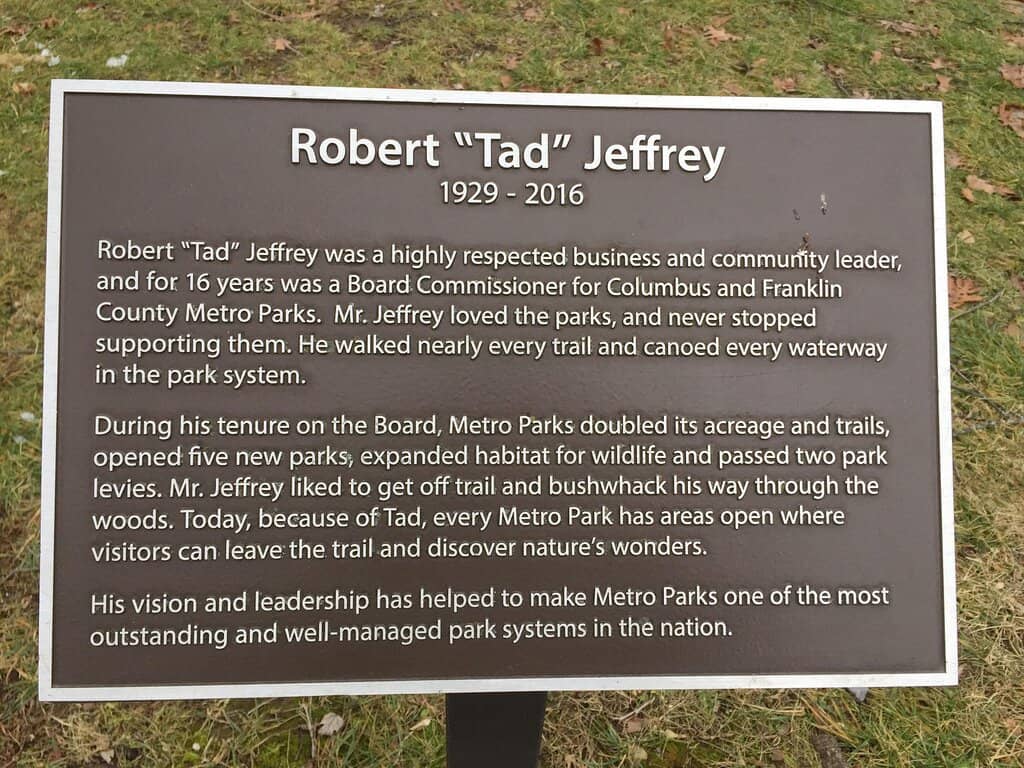 Robert “Tad” Jeffrey
1929 - 2016
Robert “Tad” Jeffrey was a highly respected business and community leader,
and for 16 years was a Board Commissioner for Columbus and Franklin
County Metro Parks.  Mr. Jeffrey loved the parks, and never stopped
supporting them. He walked nearly every trail and canoed every waterway
in the park system.
During his tenure on the Board, Metro Parks doubled its acreage and trails,
opened five new parks, expanded habitat for wildlife and passed two park
levies. Mr. Jeffrey liked to get off trail and bushwhack his way through the
woods. Today, because of Tad, every Metro Park has areas open where
visitors can leave the trail and discover nature’s wonders.
His vision and leadership has helped to make Metro Parks one of the most
outstanding and well-managed park systems in the nation.